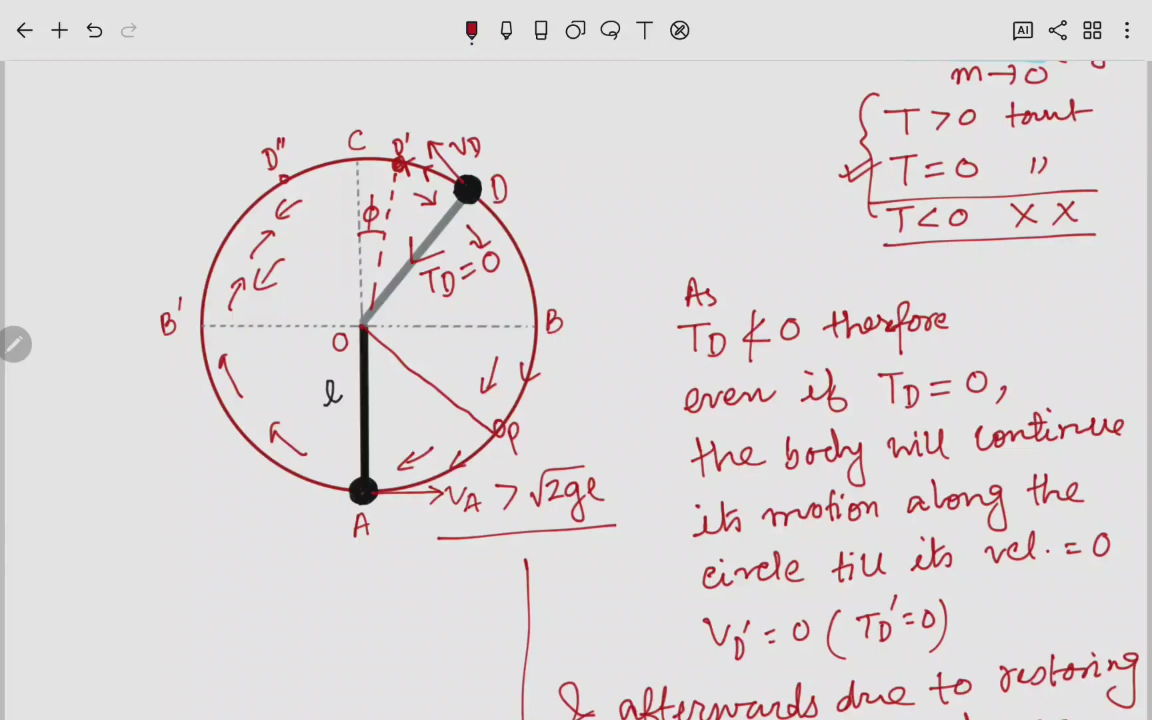 m→0
T>0 taut
T=0 "
T<0 X X
C D' VD
D''
D
ϕ
TD=0
B' B
O
l
P
VA > √2gl
A
As
TD ≮ 0 therfore
even if TD = 0,
the body will continue
its motion along the
circle till its vel. = 0
VD' = 0 (TD' = 0)
& afterwards due to restoring